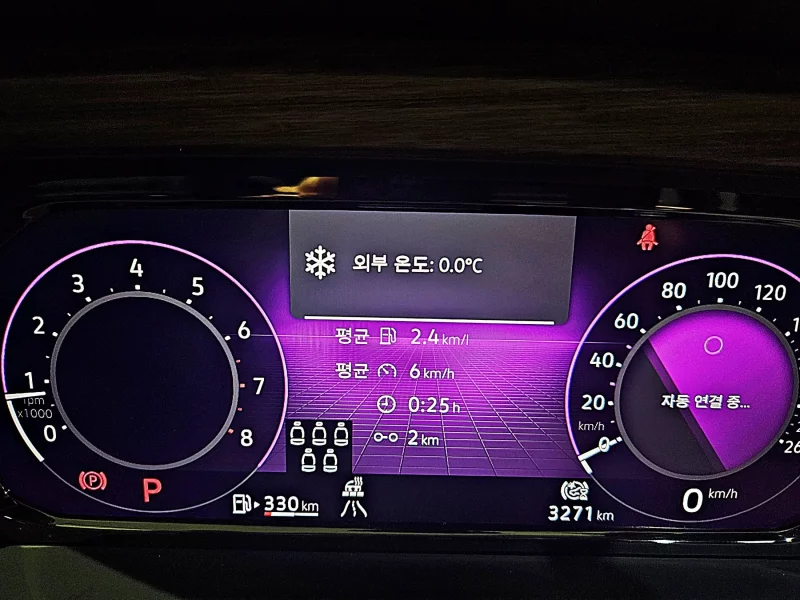 외부 온도: 0.0°C
평균 2.4 km/l
평균 6 km/h
0:25 h
2 km
0 1 2 3 4 5 6 7 8
rpm
x1000
P
P
330 km
0 20 40 60 80 100 120
km/h
자동 연결 중...
3271 km
0 km/h